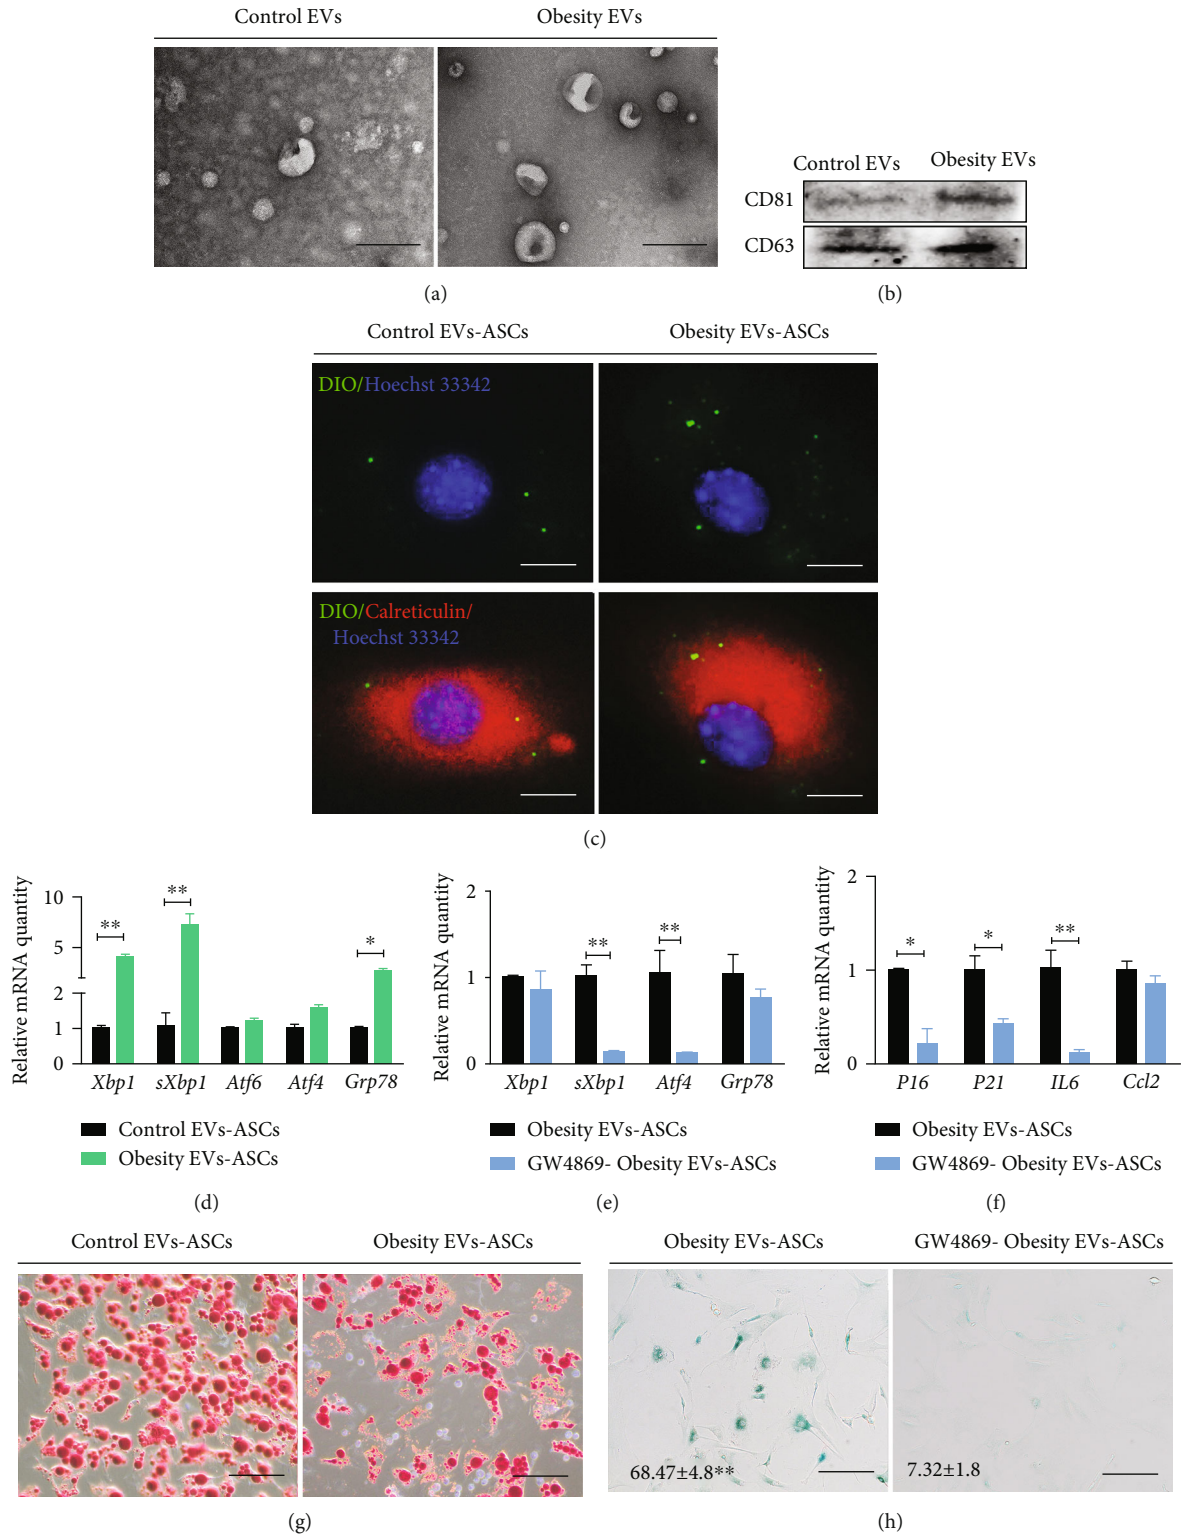 Control EVs
Obesity EVs
(a)
Control EVs
Obesity EVs
CD81
CD63
(b)
Control EVs-ASCs
Obesity EVs-ASCs
DIO/Hoechst 33342
DIO/Calreticulin/
Hoechst 33342
(c)
Relative mRNA quantity
10
5
2
1
0
**
**
*
Xbp1
sXbp1
Atf6
Atf4
Grp78
Control EVs-ASCs
Obesity EVs-ASCs
(d)
Relative mRNA quantity
2
1
0
**
**
Xbp1
sXbp1
Atf4
Grp78
Obesity EVs-ASCs
GW4869- Obesity EVs-ASCs
(e)
Relative mRNA quantity
2
1
0
*
*
**
P16
P21
IL6
Ccl2
Obesity EVs-ASCs
GW4869- Obesity EVs-ASCs
(f)
Control EVs-ASCs
Obesity EVs-ASCs
(g)
Obesity EVs-ASCs
GW4869- Obesity EVs-ASCs
68.47±4.8**
7.32±1.8
(h)